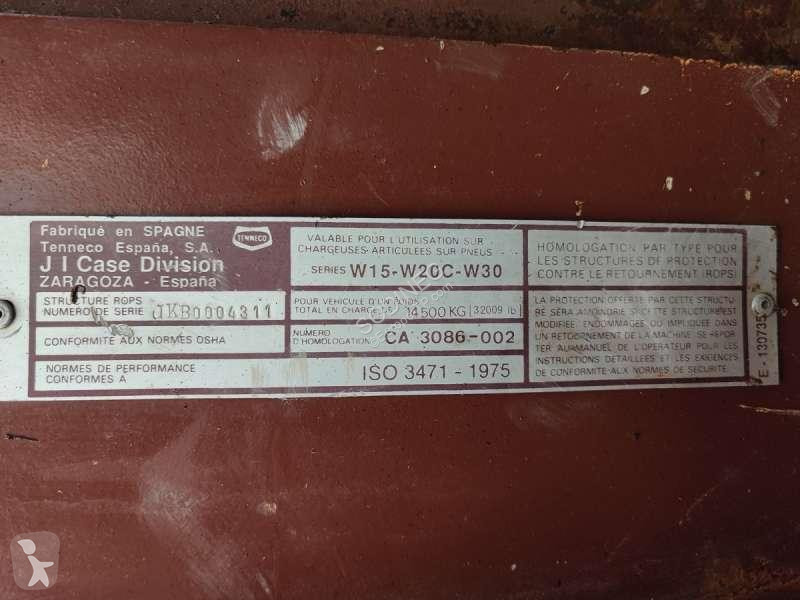 Fabriqué en SPAGNE
Tenneco España, S.A.
J I Case Division
ZARAGOZA - España
TENNECO
STRUCTURE ROPS
NUMERO DE SERIE JKB0004311
CONFORMITE AUX NORMES OSHA
NORMES DE PERFORMANCE
CONFORMES A
ISO 3471 - 1975
VALABLE POUR L'UTILISATION SUR
CHARGEUSES ARTICULÉES SUR PNEUS
SERIES W15-W20C-W30
POUR VEHICULE D'UN POIDS
TOTAL EN CHARGE DE 14500 KG (32009 lb)
NUMERO
D'HOMOLOGATION CA 3086-002
HOMOLOGATION PAR TYPE POUR
LES STRUCTURES DE PROTECTION
CONTRE LE RETOURNEMENT (ROPS)
LA PROTECTION OFFERTE PAR CETTE STRUCTU-
RE SERA AMOINDRIE SI CETTE STRUCTURE EST
MODIFIEE, ENDOMMAGEE OU IMPLIQUEE DANS
UN RETOURNEMENT DE LA MACHINE SE REPOR-
TER AU MANUEL DE L'OPERATEUR POUR LES
INSTRUCTIONS DETAILLEES ET LES EXIGENCES
DE CONFORMITE AUX NORMES DE SECURITE.
E - 130735